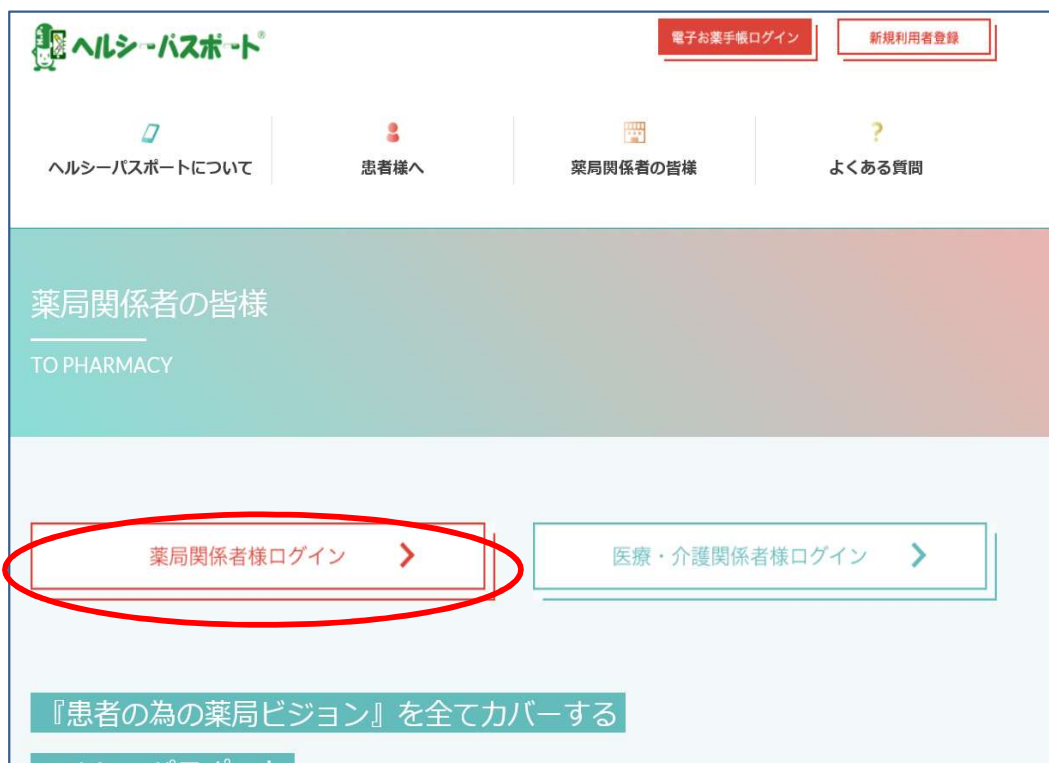 ヘルシーパスポート®
電子お薬手帳ログイン
新規利用者登録
ヘルシーパスポートについて
患者様へ
薬局関係者の皆様
?
よくある質問
薬局関係者の皆様
TO PHARMACY
薬局関係者様ログイン
医療・介護関係者様ログイン
『患者の為の薬局ビジョン』を全てカバーする